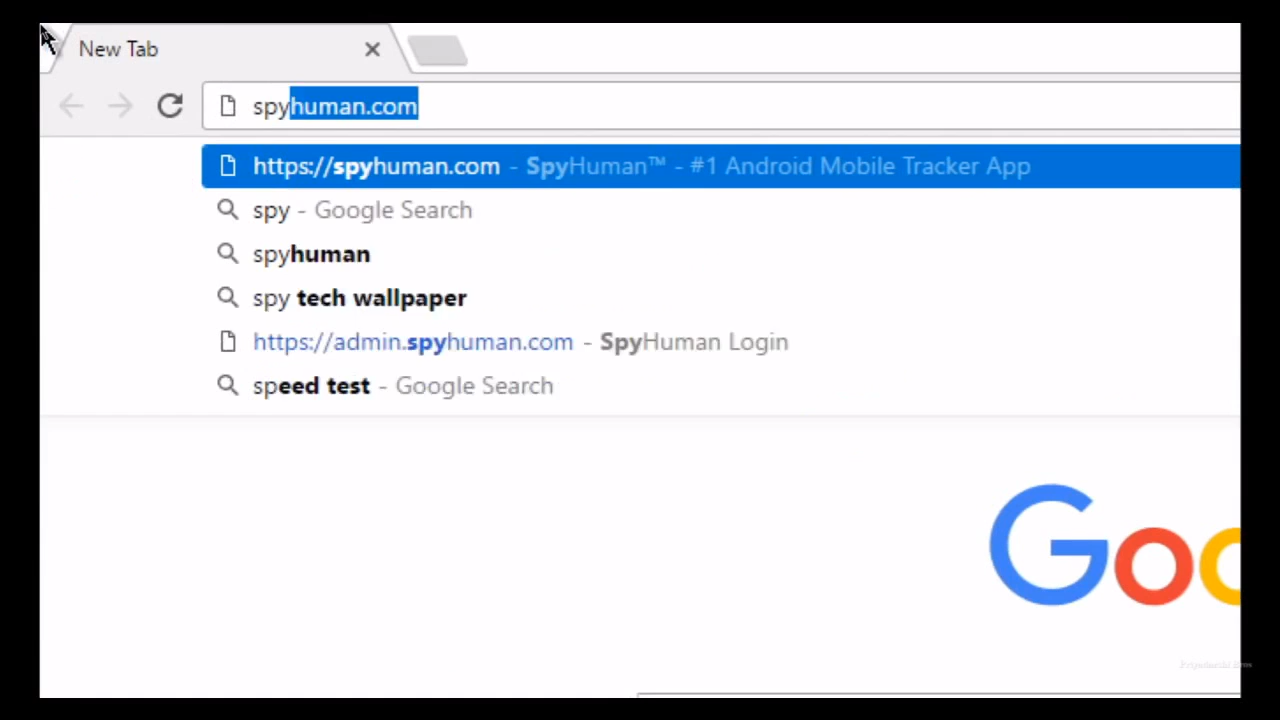 New Tab
spyhuman.com
https://spyhuman.com - SpyHuman™ - #1 Android Mobile Tracker App
spy - Google Search
spyhuman
spy tech wallpaper
https://admin.spyhuman.com - SpyHuman Login
speed test - Google Search
Goo